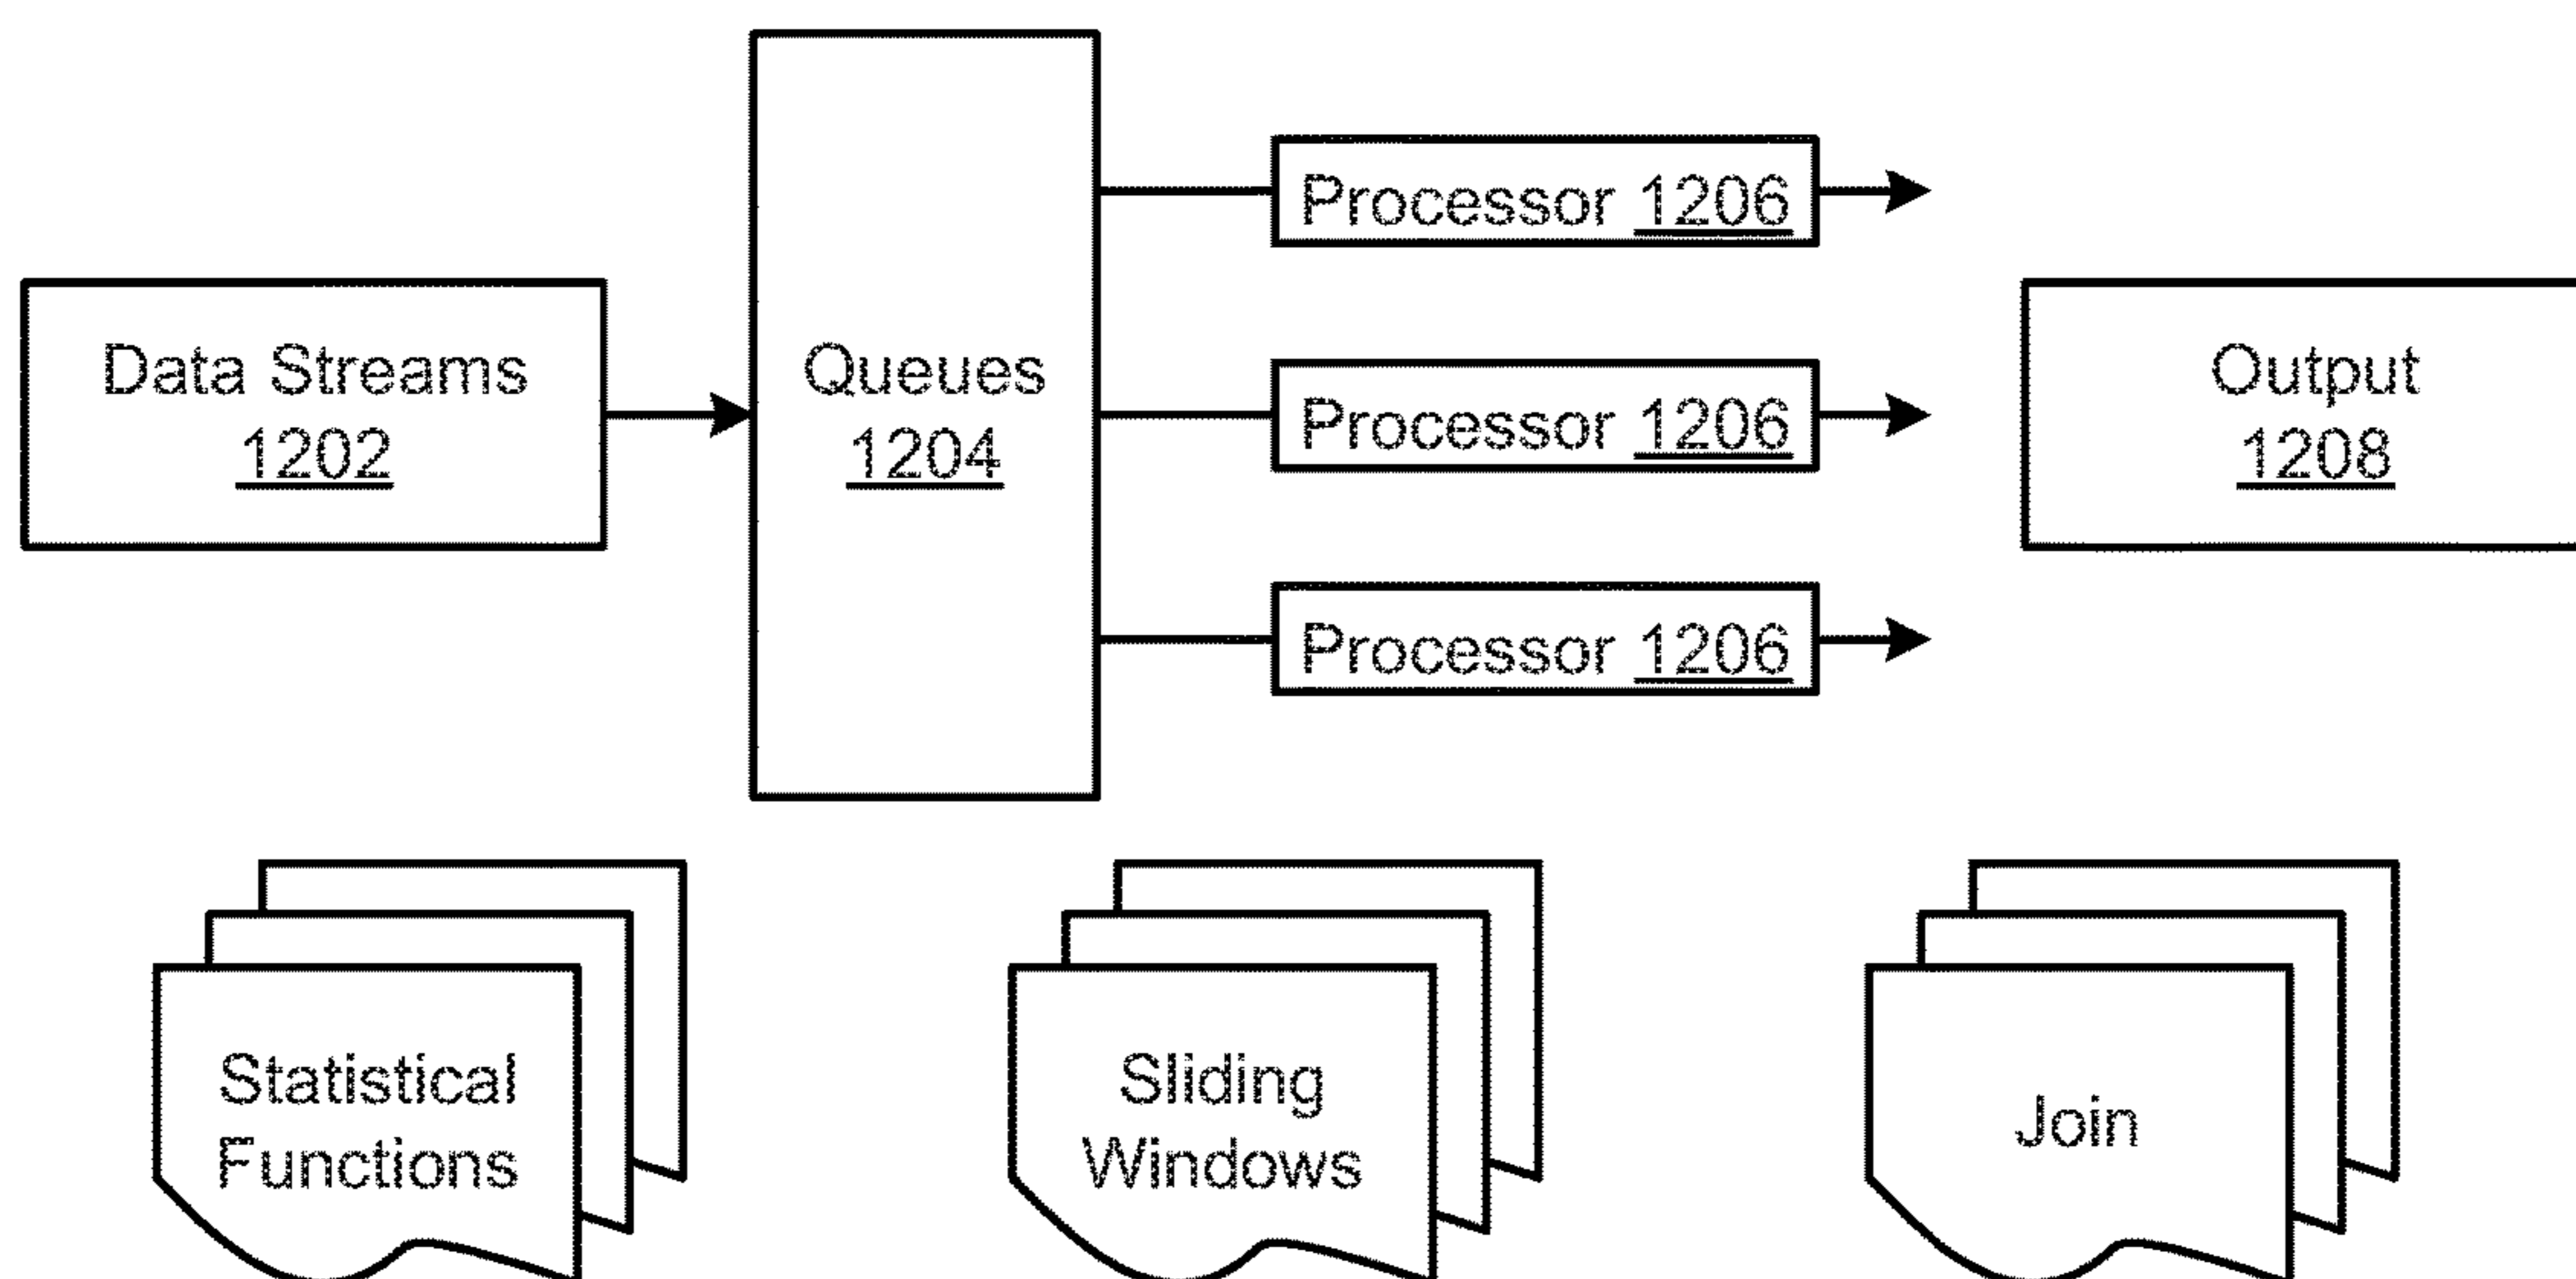 Processor 1206
Data Streams
1202
Queues
1204
Processor 1206
Output
1208
Processor 1206
Statistical
Functions
Sliding
Windows
Join